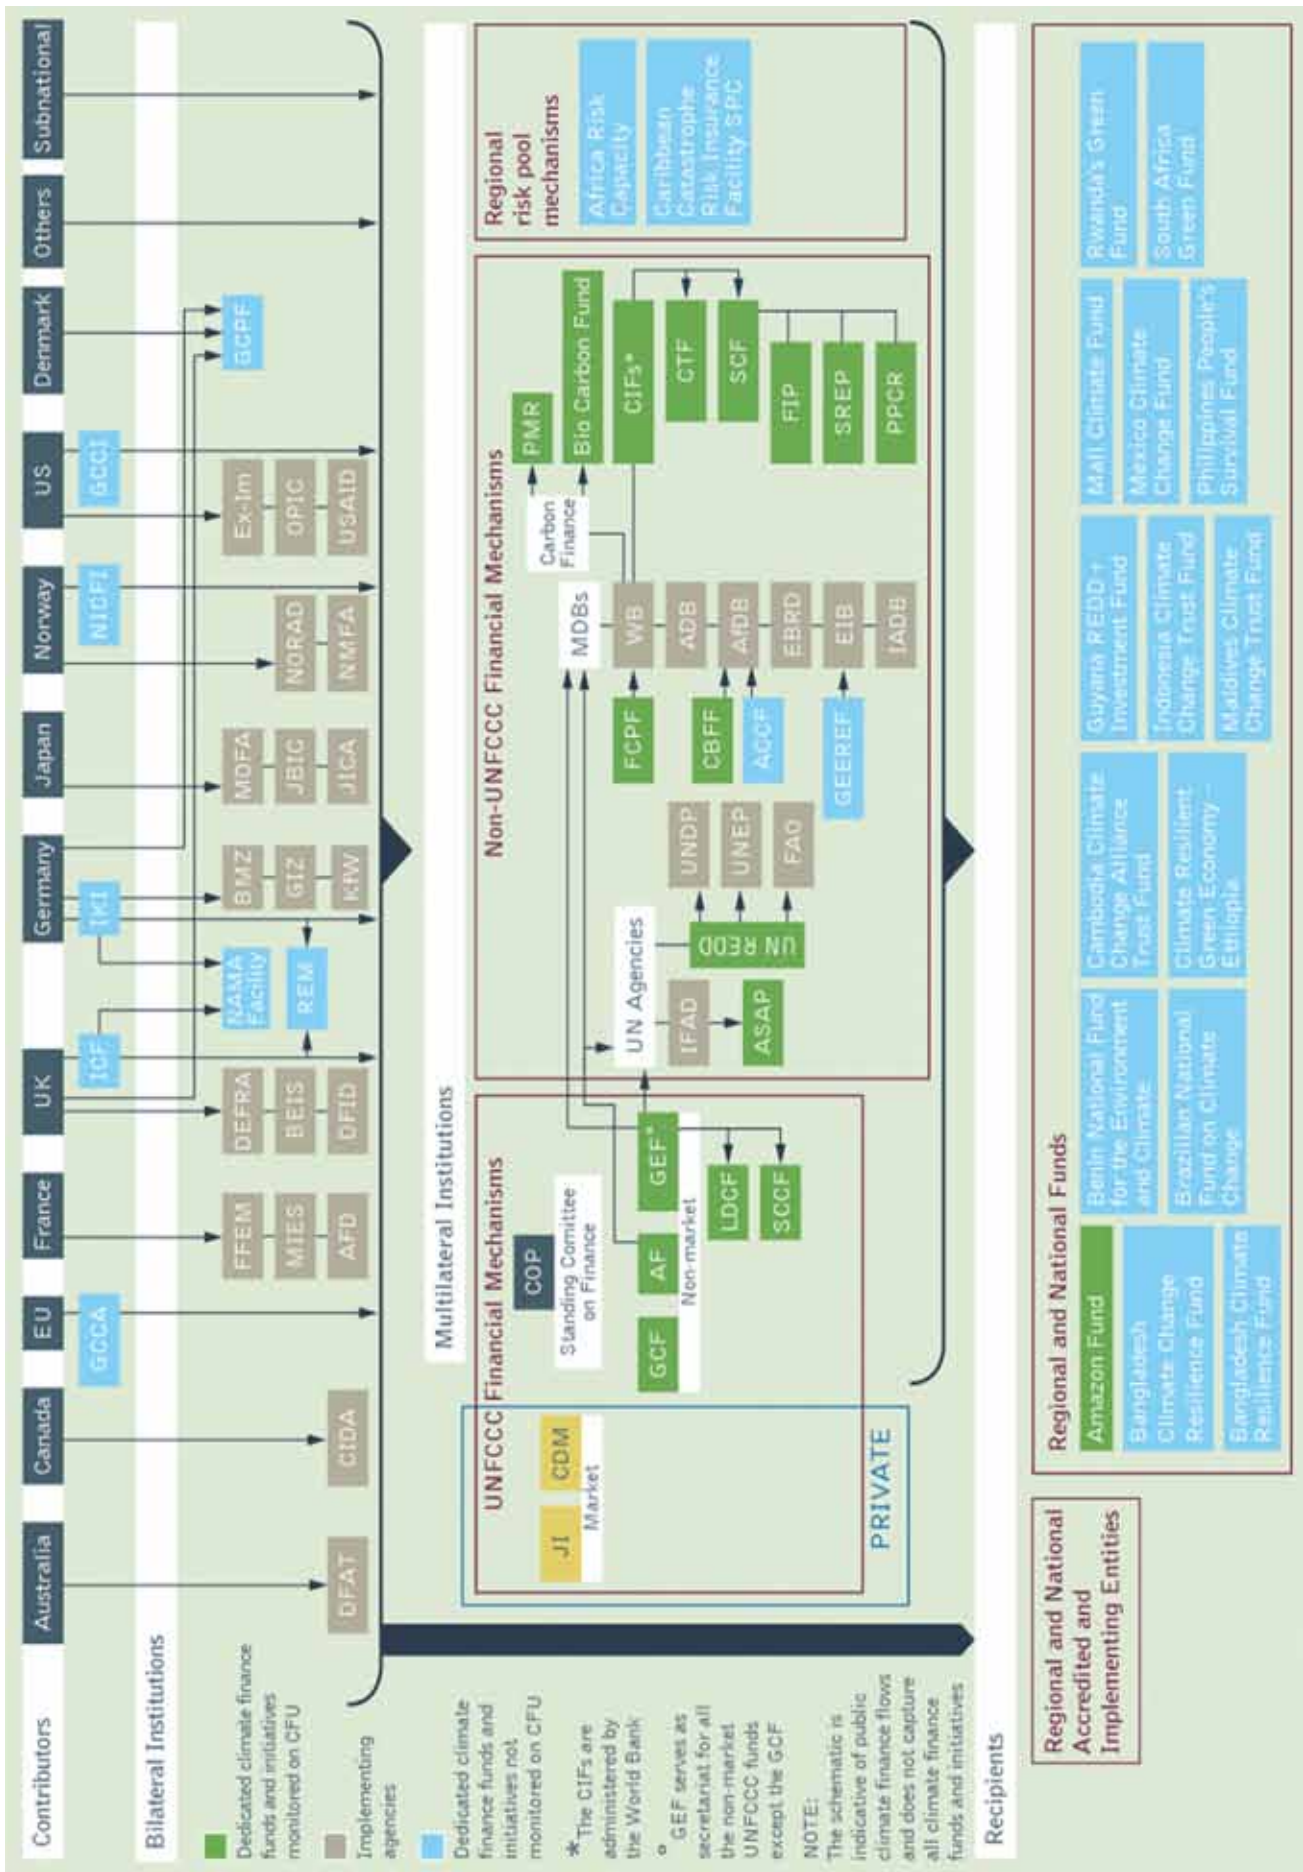 Contributors
Australia
Canada
EU
France
UK
Germany
Japan
Norway
US
Denmark
Others
Subnational
GCCA
ICF
IKI
NICFI
GCCI
Bilateral Institutions
NAMA
Facility
REM
GCPF
DFAT
CIDA
FFEM
MIES
AFD
DEFRA
BEIS
DFID
BMZ
GIZ
KfW
MOFA
JBIC
JICA
NORAD
NMFA
Ex-Im
OPIC
USAID
Dedicated climate finance
funds and initiatives
monitored on CFU
Implementing
agencies
Dedicated climate
finance funds and
initiatives not
monitored on CFU
*The CIFs are
administered by
the World Bank
° GEF serves as
secretariat for all
the non-market
UNFCCC funds
except the GCF
NOTE:
The schematic is
indicative of public
climate finance flows
and does not capture
all climate finance
funds and initiatives
Multilateral Institutions
UNFCCC Financial Mechanisms
JI
CDM
Market
PRIVATE
COP
Standing Comittee
on Finance
GCF
AF
GEF°
Non-market
LDCF
SCCF
Non-UNFCCC Financial Mechanisms
UN Agencies
IFAD
ASAP
UN REDD
UNDP
UNEP
FAO
MDBs
WB
ADB
AfDB
EBRD
EIB
IADB
FCPF
CBFF
ACCF
GEEREF
Carbon
Finance
PMR
Bio Carbon Fund
CIFs*
CTF
SCF
FIP
SREP
PPCR
Regional
risk pool
mechanisms
Africa Risk
Capacity
Caribbean
Catastrophe
Risk Insurance
Facility SPC
Recipients
Regional and National
Accredited and
Implementing Entities
Regional and National Funds
Amazon Fund
Bangladesh
Climate Change
Resilience Fund
Bangladesh Climate
Resilience Fund
Benin National Fund
for the Environment
and Climate
Brazilian National
Fund on Climate
Change
Cambodia Climate
Change Alliance
Trust Fund
Climate Resilient
Green Economy -
Ethiopia
Guyana REDD+
Investment Fund
Indonesia Climate
Change Trust Fund
Maldives Climate
Change Trust Fund
Mali Climate Fund
Mexico Climate
Change Fund
Philippines People's
Survival Fund
Rwanda's Green
Fund
South Africa
Green Fund